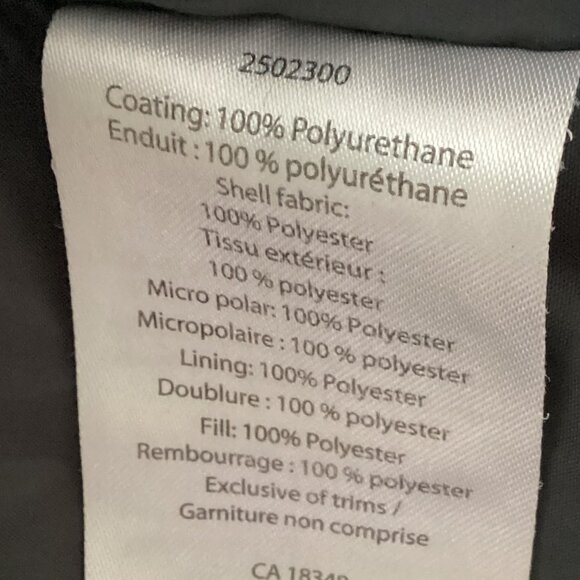 2502300
Coating: 100% Polyurethane
Enduit : 100 % polyuréthane
Shell fabric:
100% Polyester
Tissu extérieur :
100 % polyester
Micro polar: 100% Polyester
Micropolaire : 100 % polyester
Lining: 100% Polyester
Doublure : 100 % polyester
Fill: 100% Polyester
Rembourrage : 100 % polyester
Exclusive of trims /
Garniture non comprise
CA